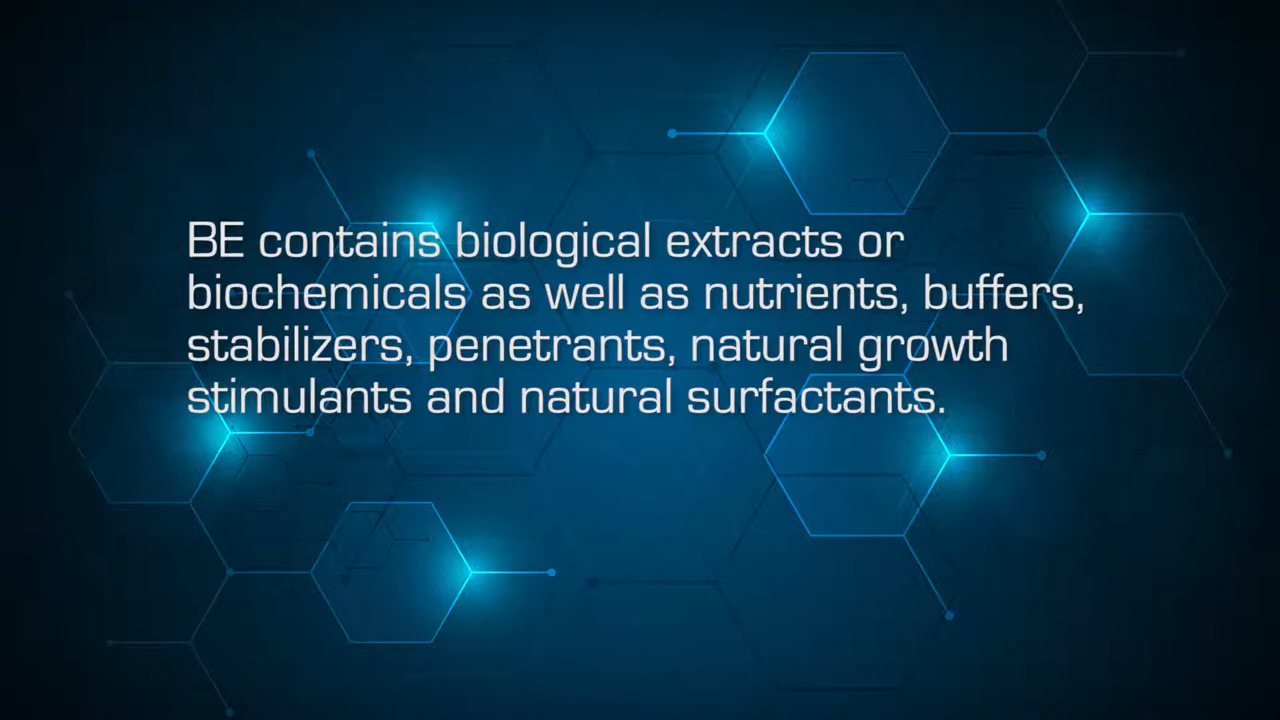 BE contains biological extracts or
biochemicals as well as nutrients, buffers,
stabilizers, penetrants, natural growth
stimulants and natural surfactants.